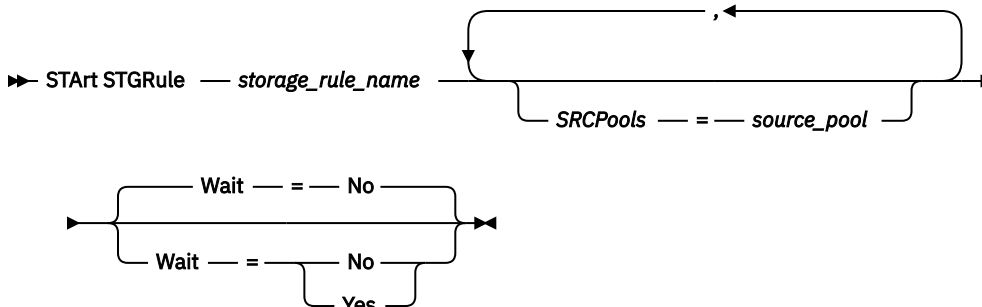 ,
STArt STGRule storage_rule_name
SRCPools = source_pool
Wait = No
Wait = No
Yes